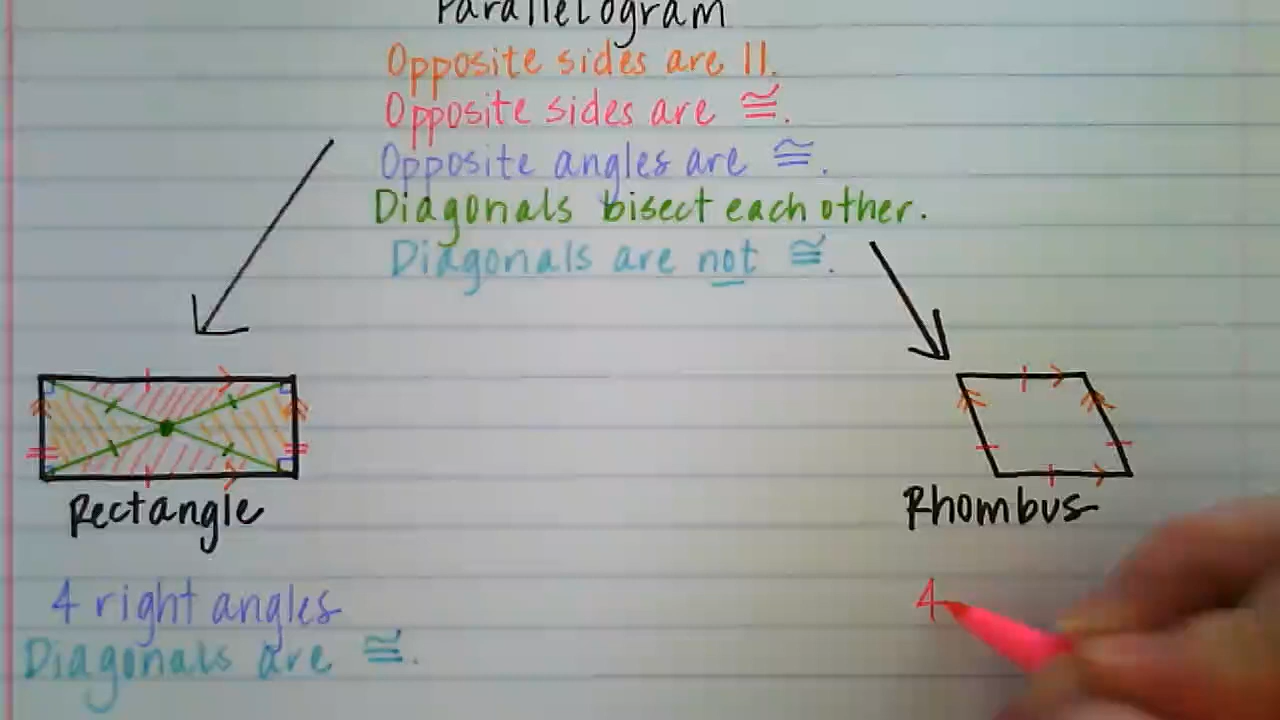 Parallelogram
Opposite sides are ||.
Opposite sides are ≅.
Opposite angles are ≅.
Diagonals bisect each other.
Diagonals are not ≅.
Rectangle
Rhombus
4 right angles
4
Diagonals are ≅.